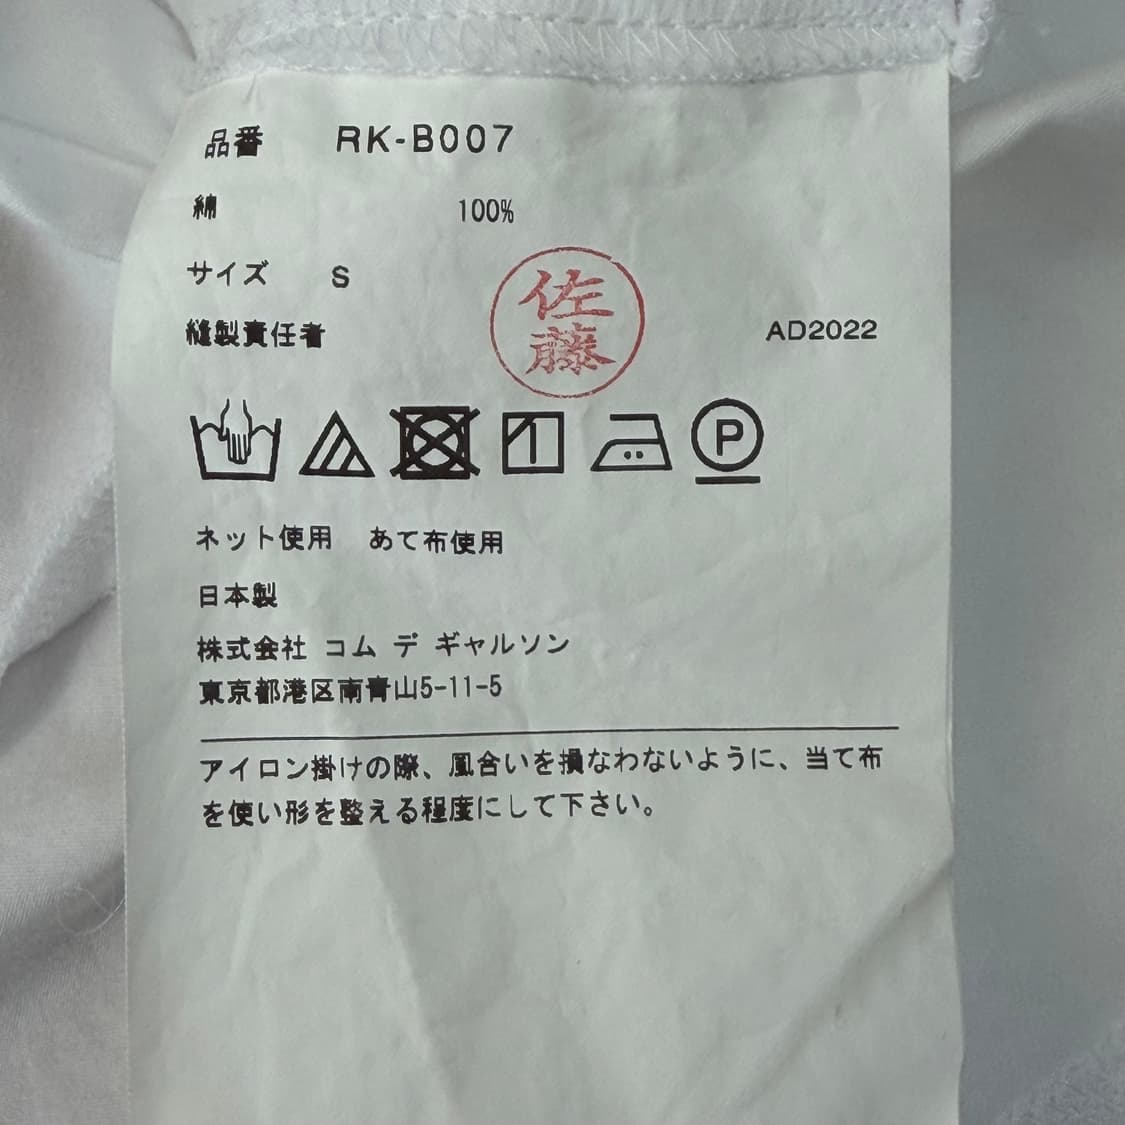 品番 RK-B007
綿 100%
サイズ S
縫製責任者 佐藤 AD2022
1 P
ネット使用 あて布使用
日本製
株式会社 コム デ ギャルソン
東京都港区南青山5-11-5
アイロン掛けの際、風合いを損なわないように、当て布
を使い形を整える程度にして下さい。